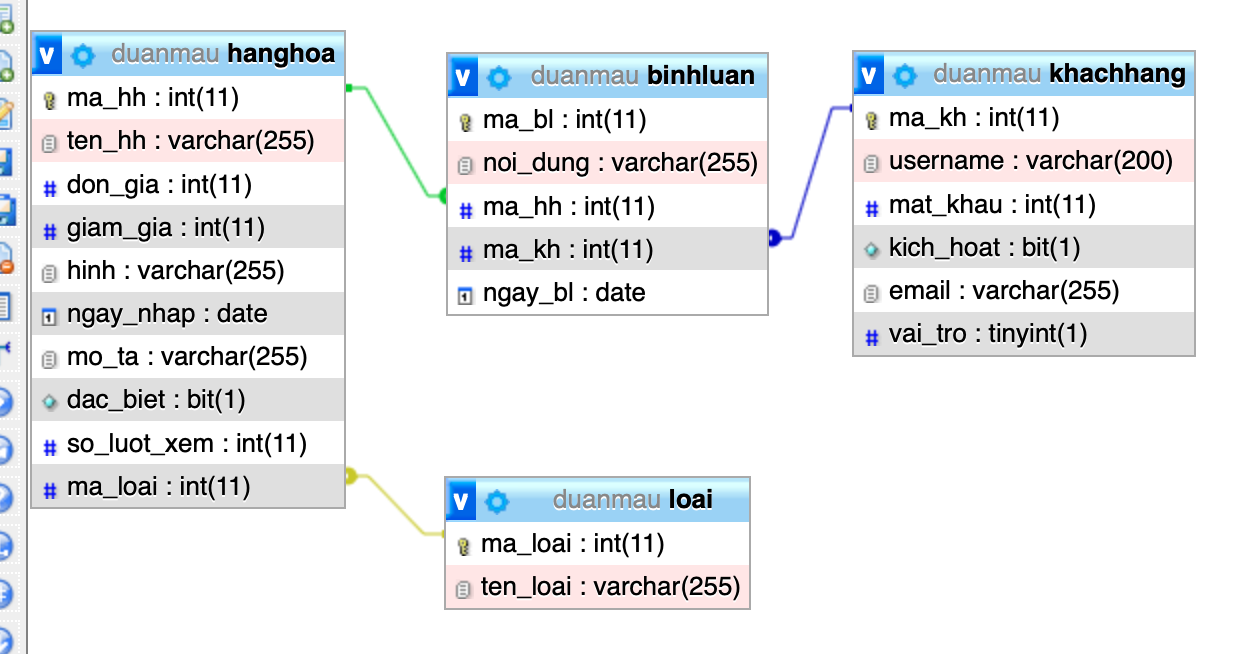 v duanmau hanghoa
ma_hh : int(11)
ten_hh : varchar(255)
# don_gia : int(11)
# giam_gia : int(11)
hinh : varchar(255)
ngay_nhap : date
mo_ta : varchar(255)
dac_biet : bit(1)
# so_luot_xem : int(11)
# ma_loai : int(11)
v duanmau binhluan
ma_bl : int(11)
noi_dung : varchar(255)
# ma_hh : int(11)
# ma_kh : int(11)
ngay_bl : date
v duanmau khachhang
ma_kh : int(11)
username : varchar(200)
# mat_khau : int(11)
kich_hoat : bit(1)
email : varchar(255)
# vai_tro : tinyint(1)
v duanmau loai
ma_loai : int(11)
ten_loai : varchar(255)